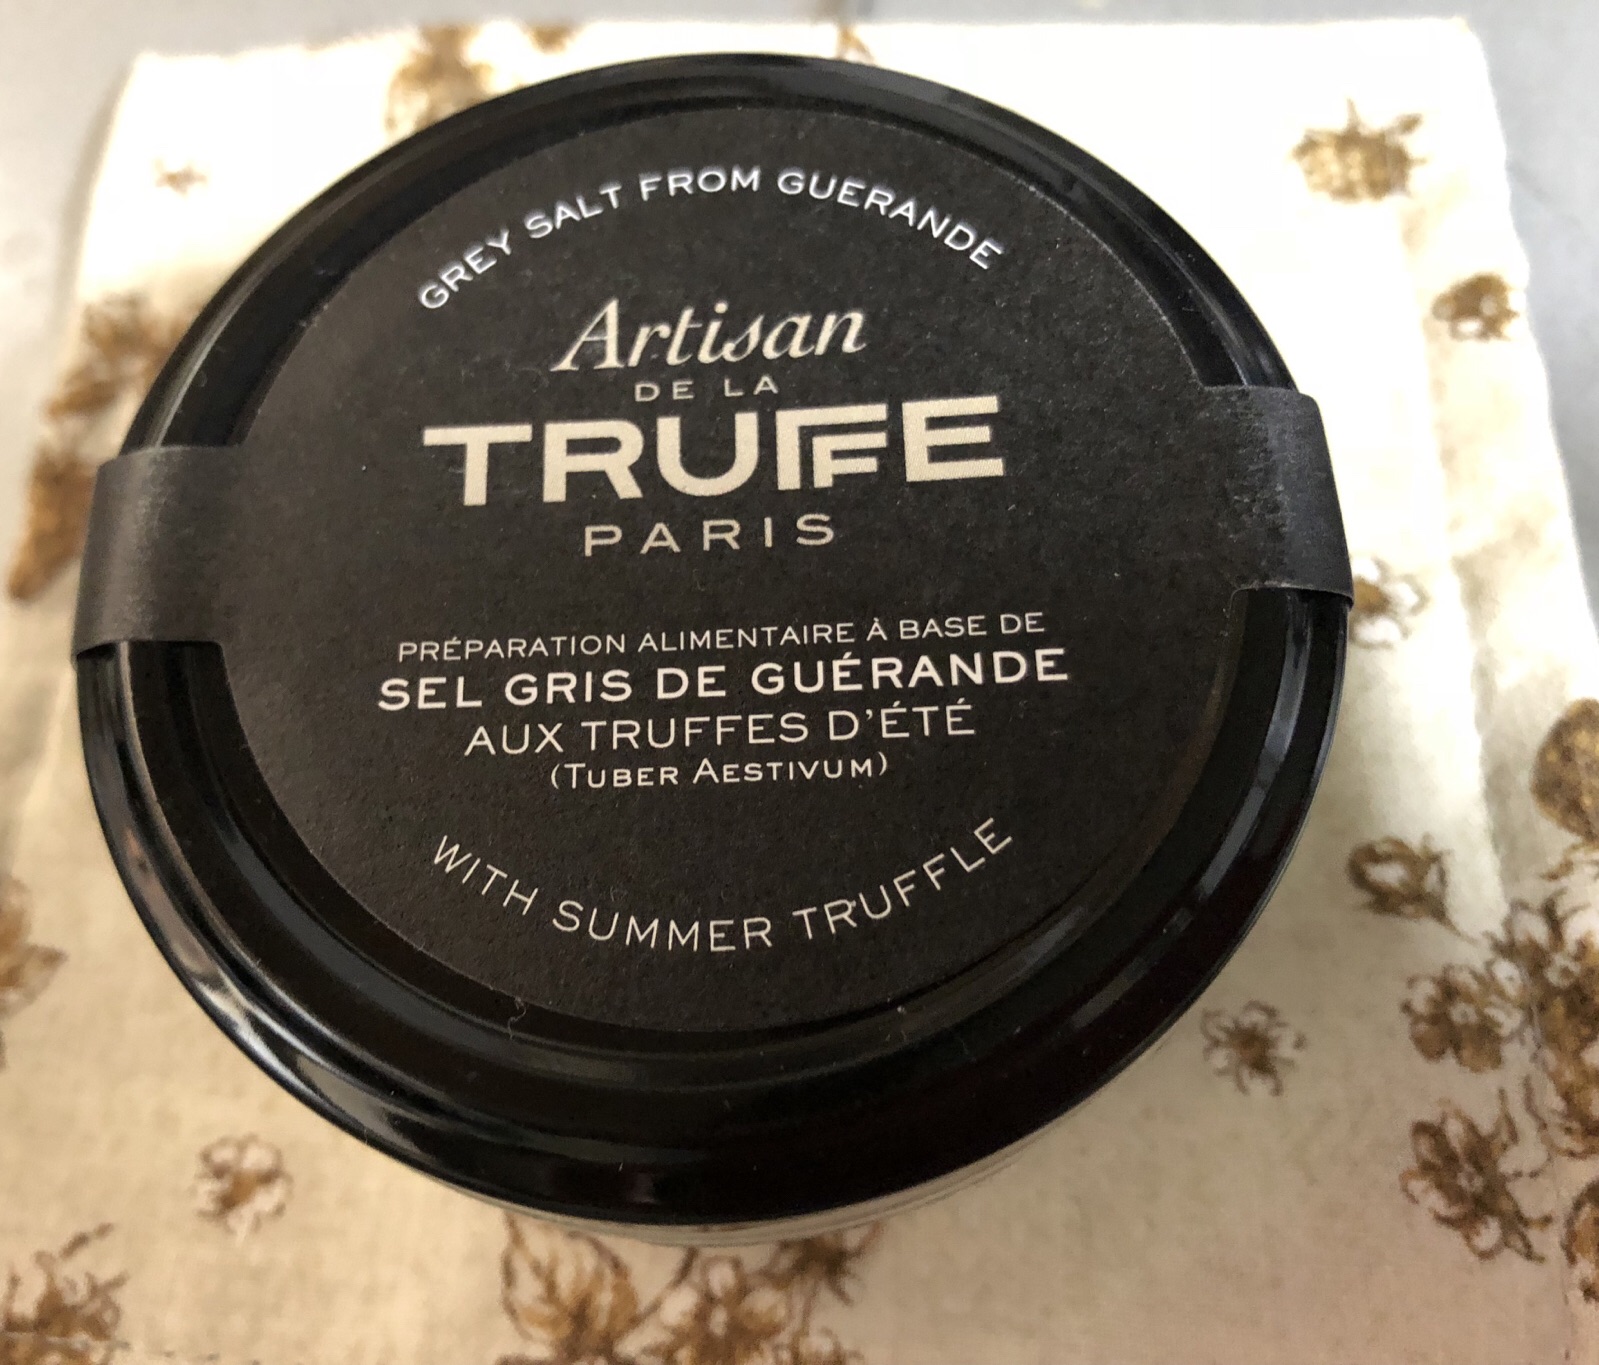 GREY SALT FROM GUERANDE
Artisan
DE LA
TRUFFE
PARIS
PRÉPARATION ALIMENTAIRE À BASE DE
SEL GRIS DE GUÉRANDE
AUX TRUFFES D'ÉTÉ
(TUBER AESTIVUM)
WITH SUMMER TRUFFLE